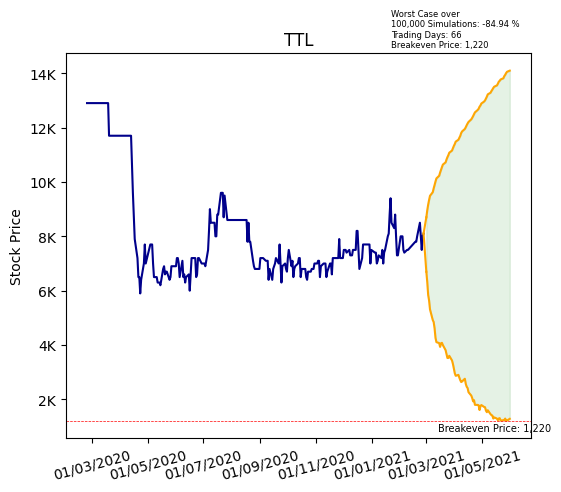 Worst Case over
100,000 Simulations: -84.94 %
Trading Days: 66
Breakeven Price: 1,220
TTL
Stock Price
14K
12K
10K
8K
6K
4K
2K
Breakeven Price: 1,220
01/03/2020
01/05/2020
01/07/2020
01/09/2020
01/11/2020
01/01/2021
01/03/2021
01/05/2021